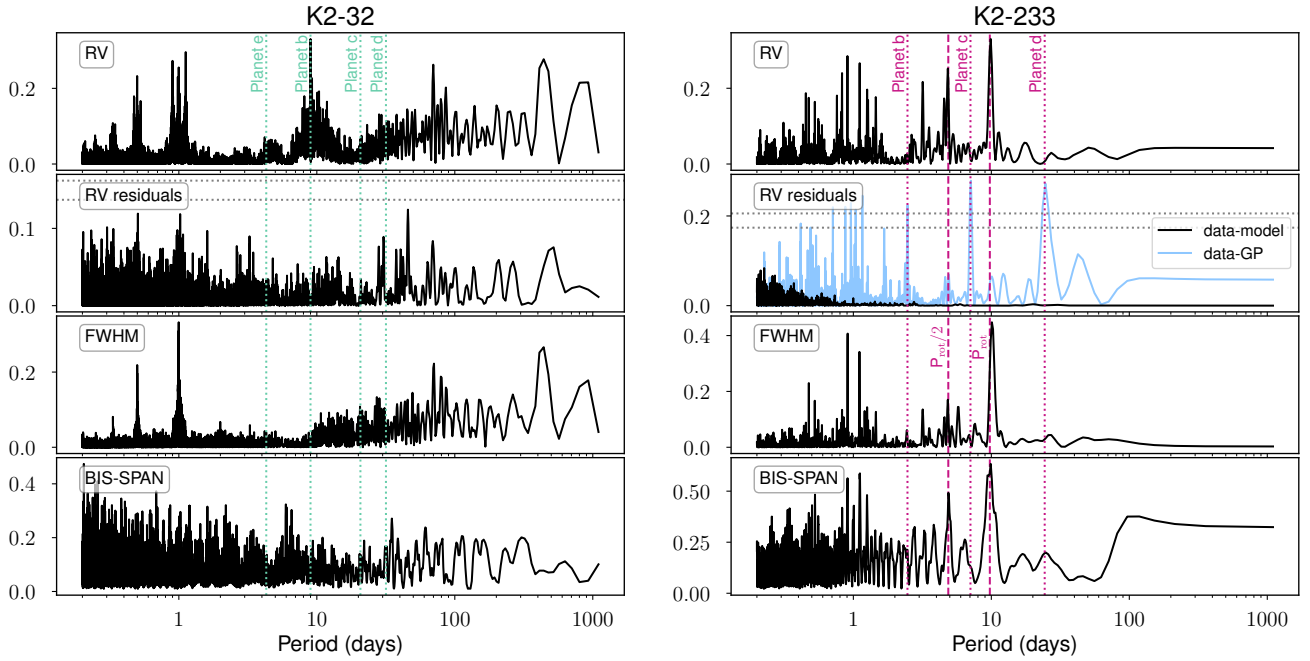 K2-32
RV
Planet e
Planet b
Planet c
Planet d
0.2
0.0
RV residuals
0.1
0.0
FWHM
0.2
0.0
BIS-SPAN
0.4
0.2
0.0
1
10
100
1000
Period (days)
K2-233
RV
Planet b
Planet c
Planet d
0.2
0.0
RV residuals
data-model
data-GP
0.2
0.0
FWHM
Prot/2
Prot
0.4
0.2
0.0
BIS-SPAN
0.50
0.25
0.00
1
10
100
1000
Period (days)